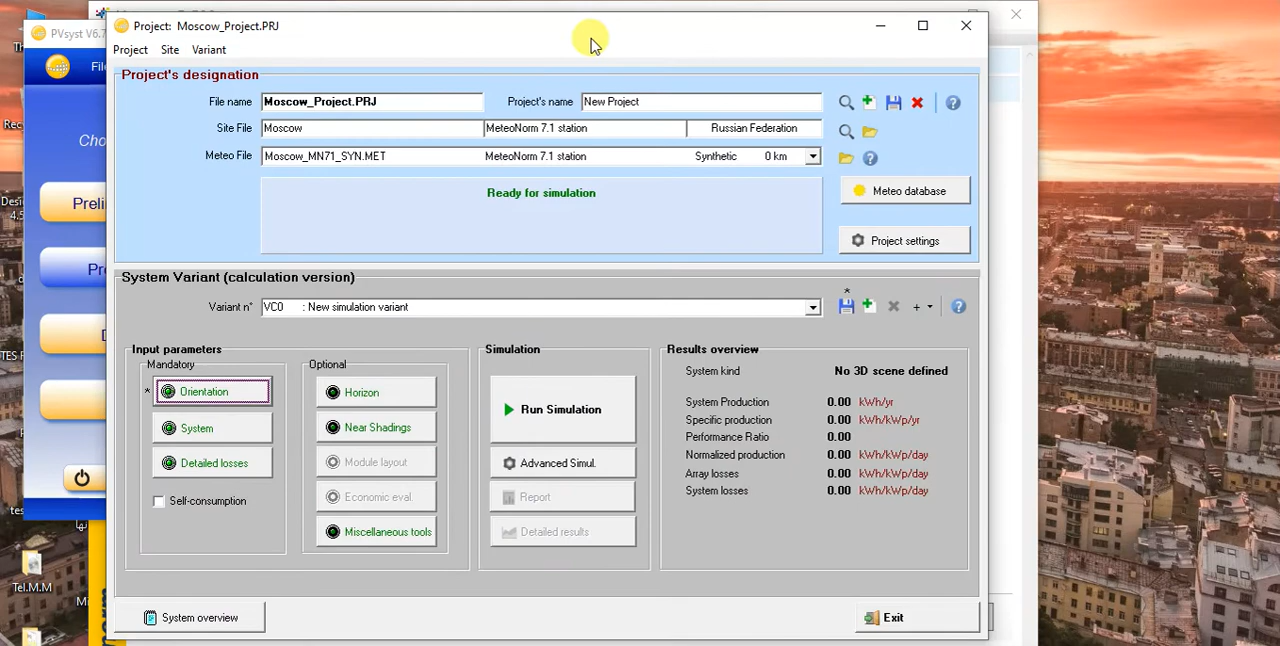 PVsyst V6.7
Project: Moscow_Project.PRJ
Project Site Variant
Project's designation
File name Moscow_Project.PRJ Project's name New Project
Site File Moscow MeteoNorm 7.1 station Russian Federation
Meteo File Moscow_MN71_SYN.MET MeteoNorm 7.1 station Synthetic 0 km
Ready for simulation
Meteo database
Project settings
System Variant (calculation version)
Variant n° VC0 : New simulation variant
Input parameters
Mandatory
* Orientation
System
Detailed losses
Self-consumption
Optional
Horizon
Near Shadings
Module layout
Economic eval.
Miscellaneous tools
Simulation
Run Simulation
Advanced Simul.
Report
Detailed results
Results overview
System kind No 3D scene defined
System Production 0.00 kWh/yr
Specific production 0.00 kWh/kWp/yr
Performance Ratio 0.00
Normalized production 0.00 kWh/kWp/day
Array losses 0.00 kWh/kWp/day
System losses 0.00 kWh/kWp/day
System overview
Exit
Tel.M.M